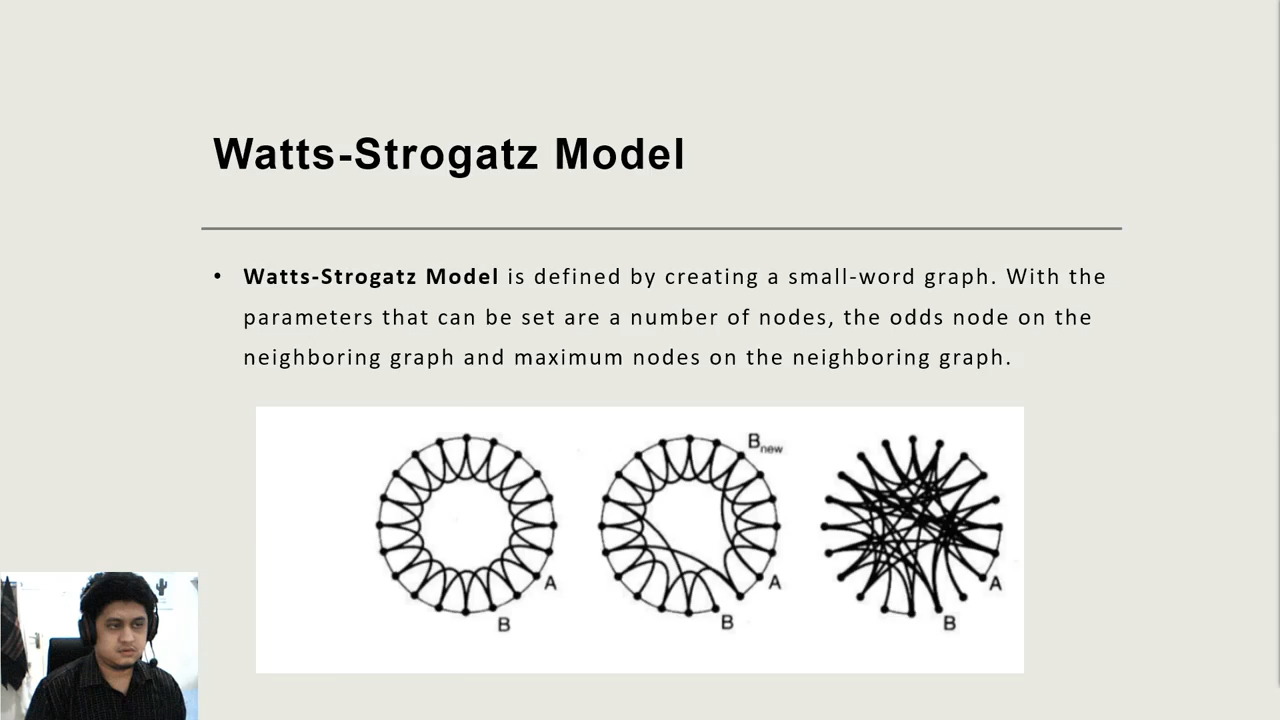 Watts-Strogatz Model
• Watts-Strogatz Model is defined by creating a small-word graph. With the
parameters that can be set are a number of nodes, the odds node on the
neighboring graph and maximum nodes on the neighboring graph.
Bnew
A
A
A
B
B
B